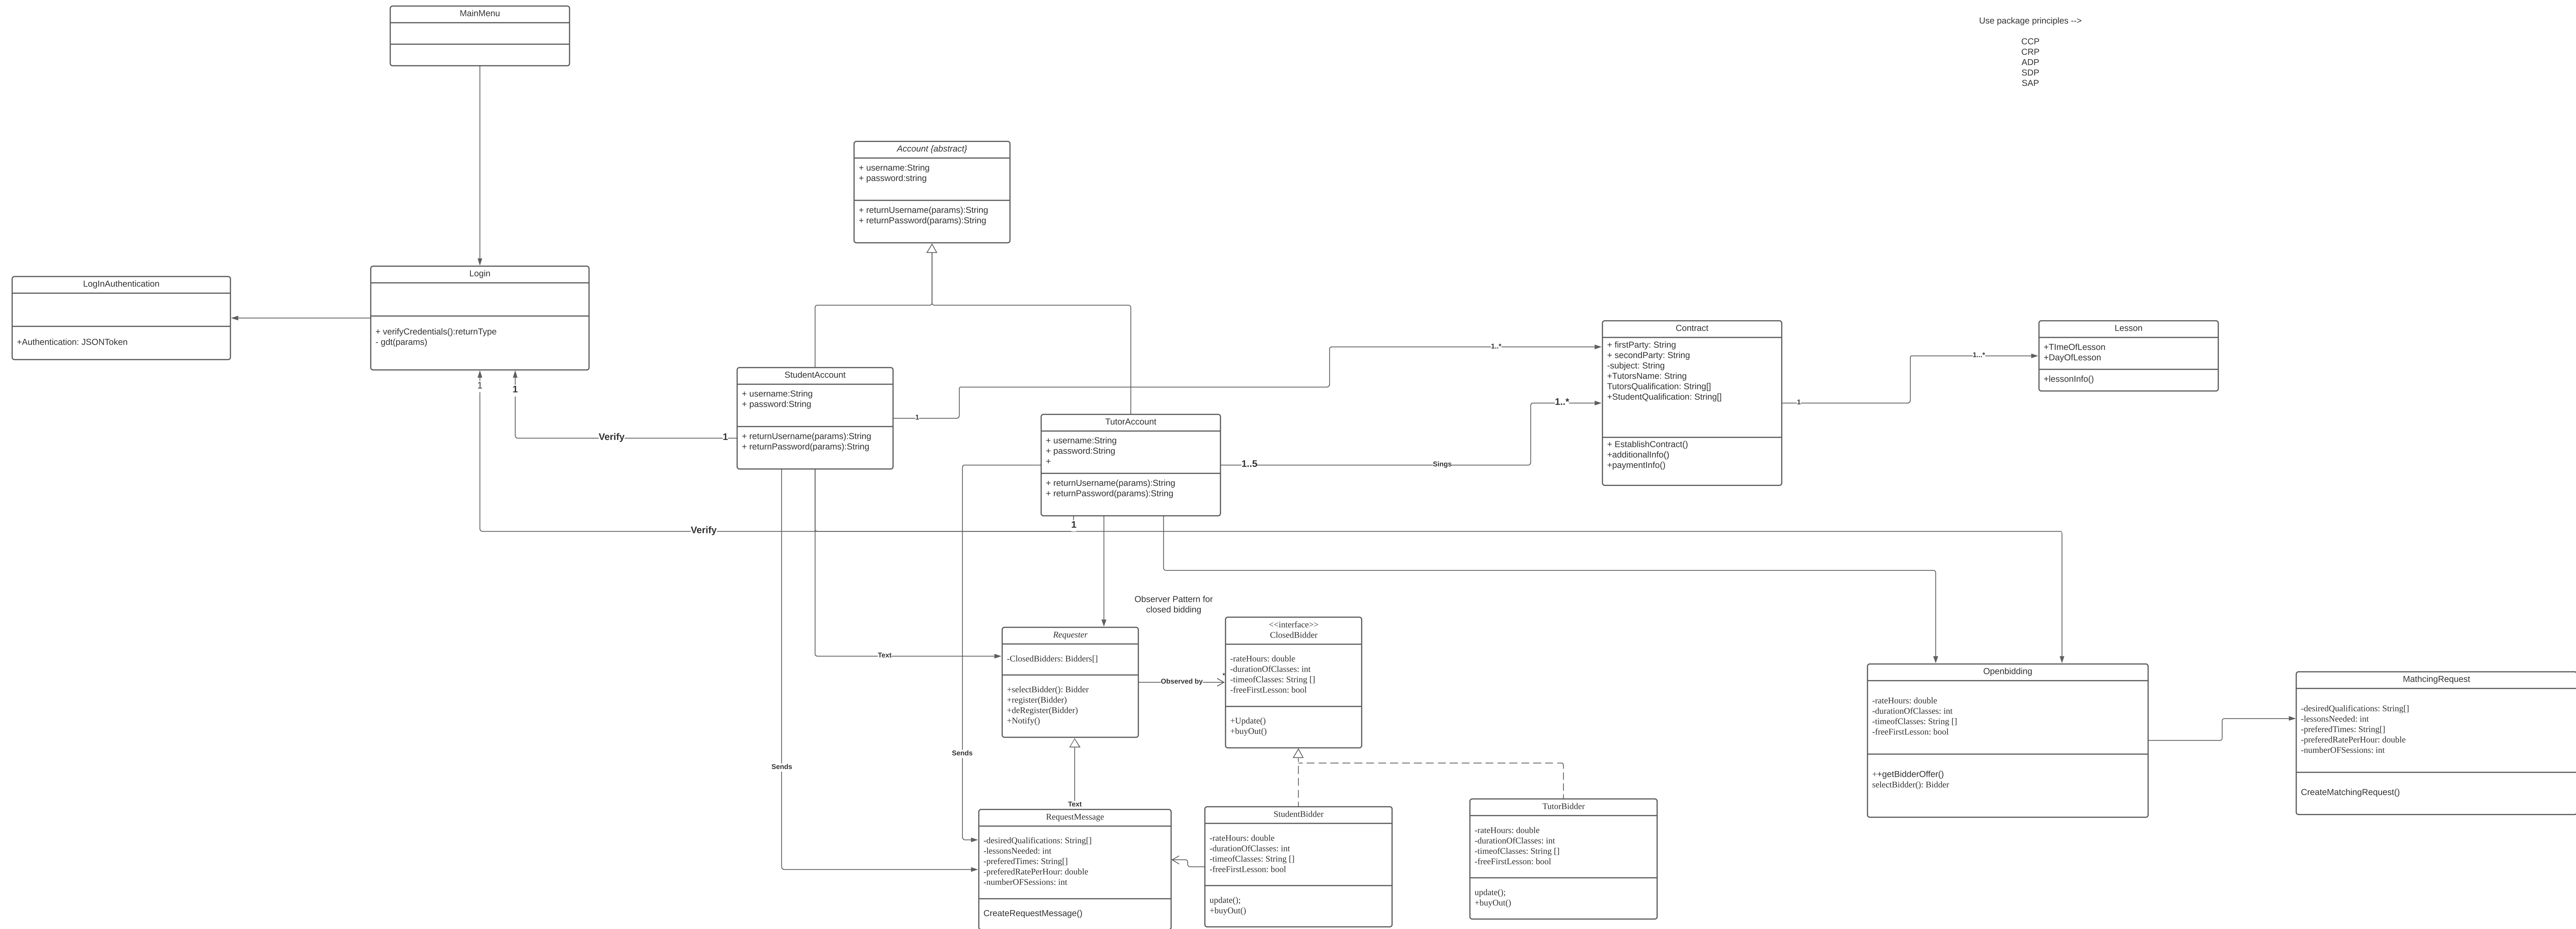 MainMenu
Use package principles -->
CCP
CRP
ADP
SDP
SAP
Account {abstract}
+ username:String
+ password:string
+ returnUsername(params):String
+ returnPassword(params):String
LogInAuthentication
+Authentication: JSONToken
Login
+ verifyCredentials():returnType
- gdt(params)
1
1
Verify
1
StudentAccount
+ username:String
+ password:String
+ returnUsername(params):String
+ returnPassword(params):String
1
1..*
TutorAccount
+ username:String
+ password:String
+
+ returnUsername(params):String
+ returnPassword(params):String
1..5
Sings
1..*
Contract
+ firstParty: String
+ secondParty: String
-subject: String
+TutorsName: String
TutorsQualification: String[]
+StudentQualification: String[]
+ EstablishContract()
+additionalInfo()
+paymentInfo()
1
1...*
Lesson
+TImeOfLesson
+DayOfLesson
+lessonInfo()
Verify
1
Observer Pattern for
closed bidding
Requester
-ClosedBidders: Bidders[]
+selectBidder(): Bidder
+register(Bidder)
+deRegister(Bidder)
+Notify()
Text
Observed by
*
<<interface>>
ClosedBidder
-rateHours: double
-durationOfClasses: int
-timeofClasses: String []
-freeFirstLesson: bool
+Update()
+buyOut()
Openbidding
-rateHours: double
-durationOfClasses: int
-timeofClasses: String []
-freeFirstLesson: bool
++getBidderOffer()
selectBidder(): Bidder
MathcingRequest
-desiredQualifications: String[]
-lessonsNeeded: int
-preferedTimes: String[]
-preferedRatePerHour: double
-numberOFSessions: int
CreateMatchingRequest()
Sends
Sends
Text
RequestMessage
-desiredQualifications: String[]
-lessonsNeeded: int
-preferedTimes: String[]
-preferedRatePerHour: double
-numberOFSessions: int
CreateRequestMessage()
StudentBidder
-rateHours: double
-durationOfClasses: int
-timeofClasses: String []
-freeFirstLesson: bool
update();
+buyOut()
TutorBidder
-rateHours: double
-durationOfClasses: int
-timeofClasses: String []
-freeFirstLesson: bool
update();
+buyOut()